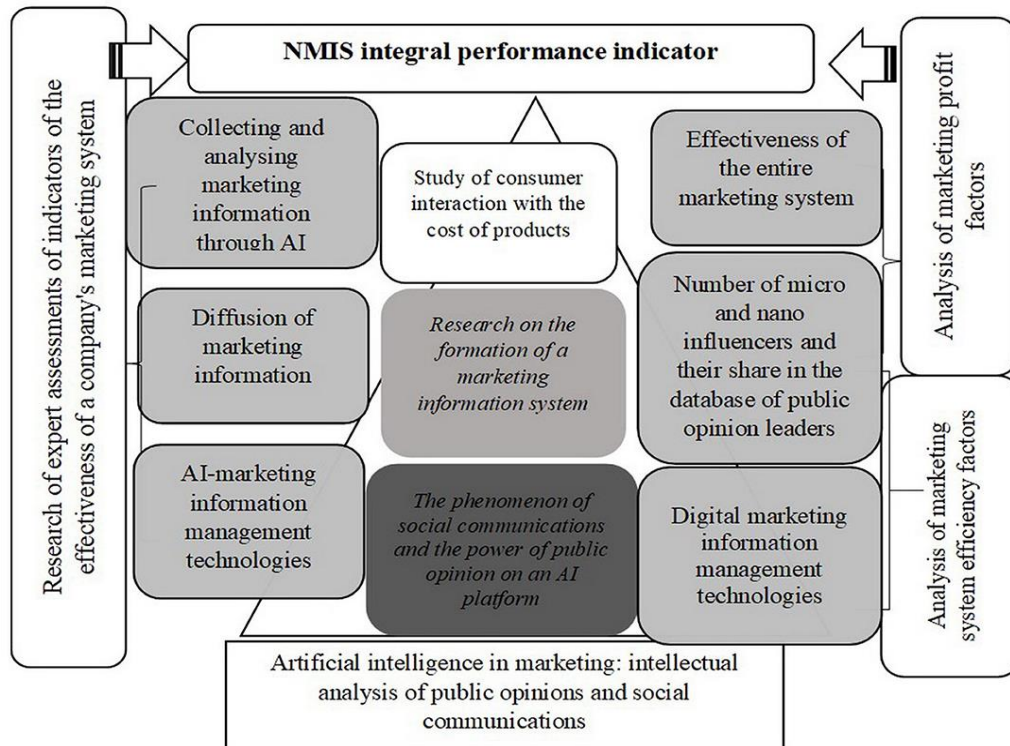 NMIS integral performance indicator
Research of expert assessments of indicators of the
effectiveness of a company's marketing system
Collecting and
analysing
marketing
information
through AI
Diffusion of
marketing
information
AI-marketing
information
management
technologies
Study of consumer
interaction with the
cost of products
Research on the
formation of a
marketing
information system
The phenomenon of
social communications
and the power of public
opinion on an AI
platform
Effectiveness of
the entire
marketing system
Number of micro
and nano
influencers and
their share in the
database of public
opinion leaders
Digital marketing
information
management
technologies
Analysis of marketing profit
factors
Analysis of marketing
system efficiency factors
Artificial intelligence in marketing: intellectual
analysis of public opinions and social
communications